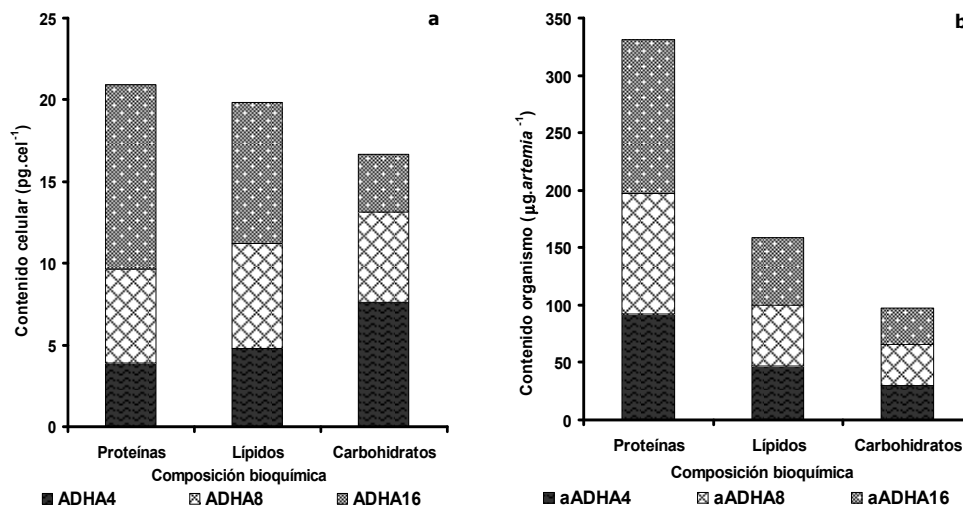 a
25
20
15
10
5
0
Contenido celular (pg.cel-1)
Proteínas Lípidos Carbohidratos
Composición bioquímica
ADHA4 ADHA8 ADHA16
b
350
300
250
200
150
100
50
0
Contenido organismo (µg.artemia -1)
Proteínas Lípidos Carbohidratos
Composición bioquímica
aADHA4 aADHA8 aADHA16